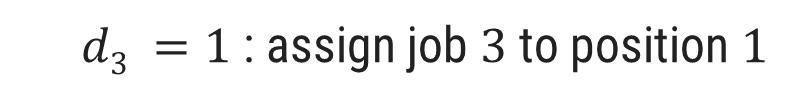 d₃ = 1 : assign job 3 to position 1